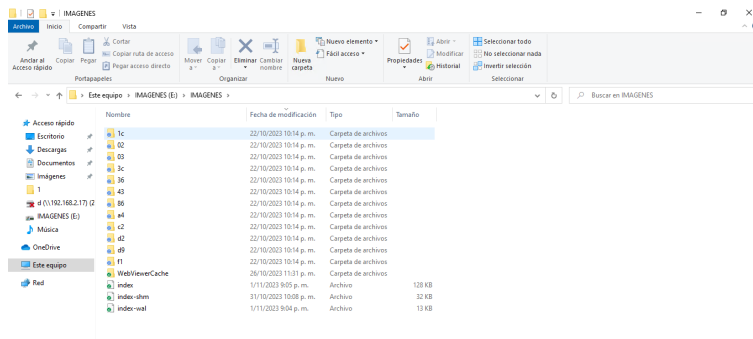 IMAGENES
Archivo Inicio Compartir Vista
Anclar al Acceso rápido
Copiar
Pegar
Cortar
Copiar ruta de acceso
Pegar acceso directo
Portapapeles
Mover a
Copiar a
Eliminar
Cambiar nombre
Organizar
Nueva carpeta
Nuevo elemento
Fácil acceso
Nuevo
Propiedades
Abrir
Modificar
Historial
Abrir
Seleccionar todo
No seleccionar nada
Invertir selección
Seleccionar
Este equipo > IMAGENES (E:) > IMAGENES >
Buscar en IMAGENES
Nombre Fecha de modificación Tipo Tamaño
Acceso rápido
Escritorio
Descargas
Documentos
Imágenes
1
d (\\192.168.2.17) (2
IMAGENES (E:)
Música
OneDrive
Este equipo
Red
1c 22/10/2023 10:14 p. m. Carpeta de archivos
02 22/10/2023 10:14 p. m. Carpeta de archivos
03 22/10/2023 10:14 p. m. Carpeta de archivos
3c 22/10/2023 10:14 p. m. Carpeta de archivos
36 22/10/2023 10:14 p. m. Carpeta de archivos
43 22/10/2023 10:14 p. m. Carpeta de archivos
86 22/10/2023 10:14 p. m. Carpeta de archivos
a4 22/10/2023 10:14 p. m. Carpeta de archivos
c2 22/10/2023 10:14 p. m. Carpeta de archivos
d2 22/10/2023 10:14 p. m. Carpeta de archivos
d9 22/10/2023 10:14 p. m. Carpeta de archivos
f1 22/10/2023 10:14 p. m. Carpeta de archivos
WebViewerCache 26/10/2023 11:31 p. m. Carpeta de archivos
index 1/11/2023 9:05 p. m. Archivo 128 KB
index-shm 31/10/2023 10:08 p. m. Archivo 32 KB
index-wal 1/11/2023 9:04 p. m. Archivo 13 KB